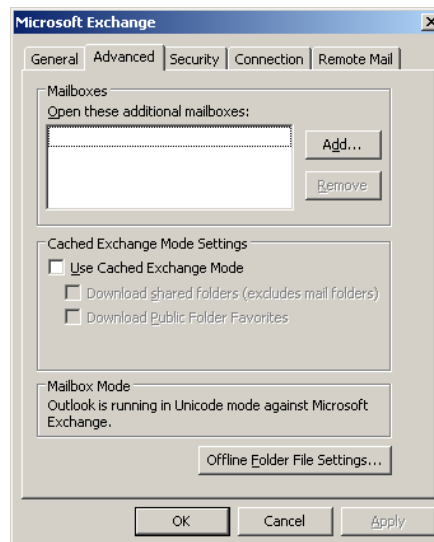 Microsoft Exchange
General Advanced Security Connection Remote Mail
Mailboxes
Open these additional mailboxes:
Add...
Remove
Cached Exchange Mode Settings
Use Cached Exchange Mode
Download shared folders (excludes mail folders)
Download Public Folder Favorites
Mailbox Mode
Outlook is running in Unicode mode against Microsoft
Exchange.
Offline Folder File Settings...
OK Cancel Apply